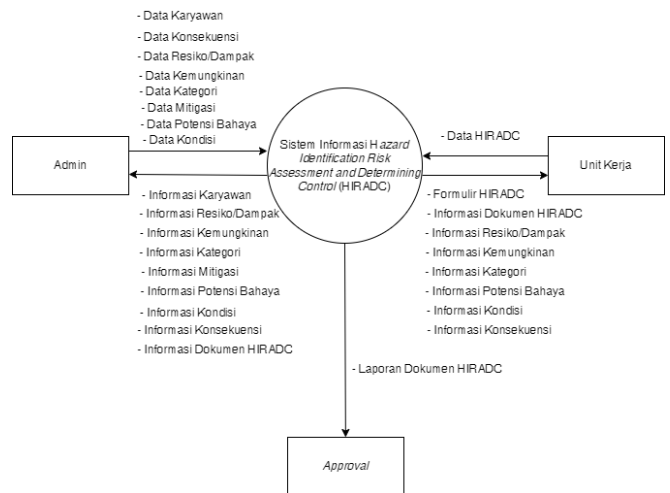 - Data Karyawan
- Data Konsekuensi
- Data Resiko/Dampak
- Data Kemungkinan
- Data Kategori
- Data Mitigasi
- Data Potensi Bahaya
- Data Kondisi
Admin
Sistem Informasi Hazard
Identification Risk
Assessment and Determining
Control (HIRADC)
- Data HIRADC
Unit Kerja
- Informasi Karyawan
- Informasi Resiko/Dampak
- Informasi Kemungkinan
- Informasi Kategori
- Informasi Mitigasi
- Informasi Potensi Bahaya
- Informasi Kondisi
- Informasi Konsekuensi
- Informasi Dokumen HIRADC
- Formulir HIRADC
- Informasi Dokumen HIRADC
- Informasi Resiko/Dampak
- Informasi Kemungkinan
- Informasi Kategori
- Informasi Potensi Bahaya
- Informasi Kondisi
- Informasi Konsekuensi
- Laporan Dokumen HIRADC
Approval